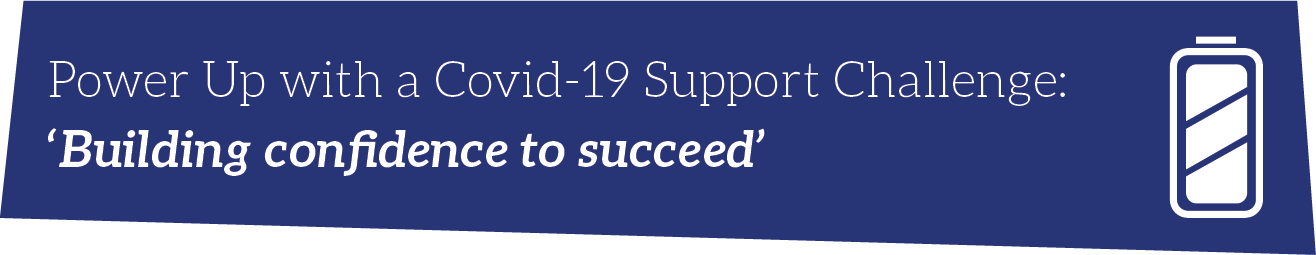 Power Up with a Covid-19 Support Challenge:
‘Building confidence to succeed’